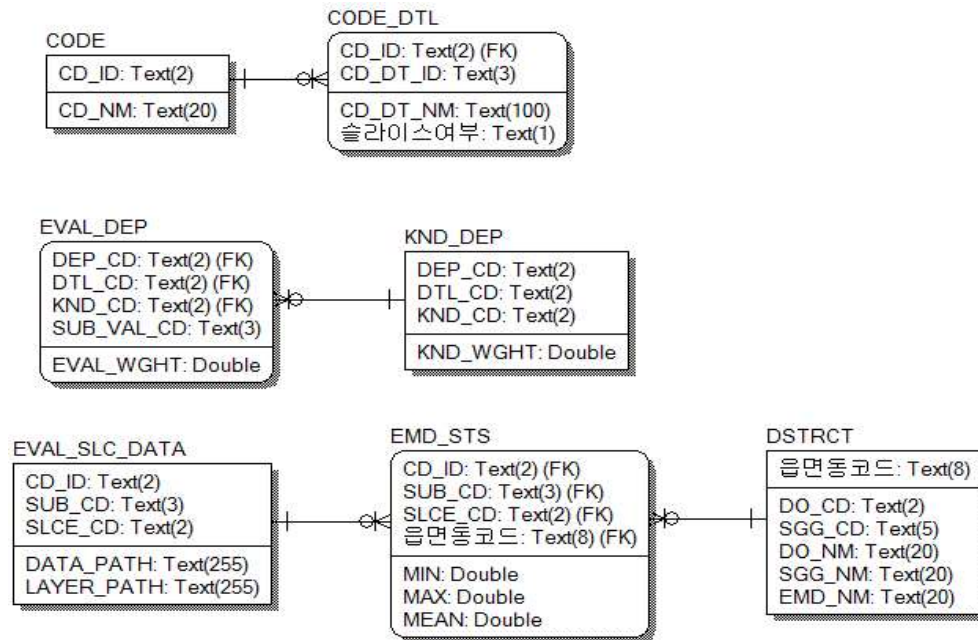 CODE
CD_ID: Text(2)
CD_NM: Text(20)
CODE_DTL
CD_ID: Text(2) (FK)
CD_DT_ID: Text(3)
CD_DT_NM: Text(100)
슬라이스여부: Text(1)
EVAL_DEP
DEP_CD: Text(2) (FK)
DTL_CD: Text(2) (FK)
KND_CD: Text(2) (FK)
SUB_VAL_CD: Text(3)
EVAL_WGHT: Double
KND_DEP
DEP_CD: Text(2)
DTL_CD: Text(2)
KND_CD: Text(2)
KND_WGHT: Double
EVAL_SLC_DATA
CD_ID: Text(2)
SUB_CD: Text(3)
SLCE_CD: Text(2)
DATA_PATH: Text(255)
LAYER_PATH: Text(255)
EMD_STS
CD_ID: Text(2) (FK)
SUB_CD: Text(3) (FK)
SLCE_CD: Text(2) (FK)
읍면동코드: Text(8) (FK)
MIN: Double
MAX: Double
MEAN: Double
DSTRCT
읍면동코드: Text(8)
DO_CD: Text(2)
SGG_CD: Text(5)
DO_NM: Text(20)
SGG_NM: Text(20)
EMD_NM: Text(20)